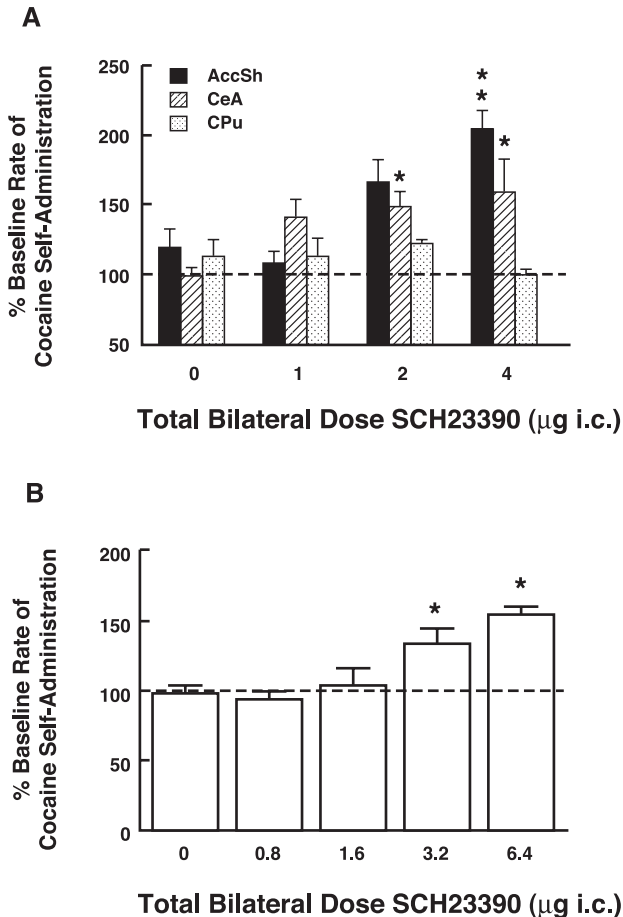 A
% Baseline Rate of
Cocaine Self-Administration
250
200
150
100
50
AccSh
CeA
CPu
*
*
*
*
0 1 2 4
Total Bilateral Dose SCH23390 (μg i.c.)
B
% Baseline Rate of
Cocaine Self-Administration
200
150
100
50
0
* *
0 0.8 1.6 3.2 6.4
Total Bilateral Dose SCH23390 (μg i.c.)